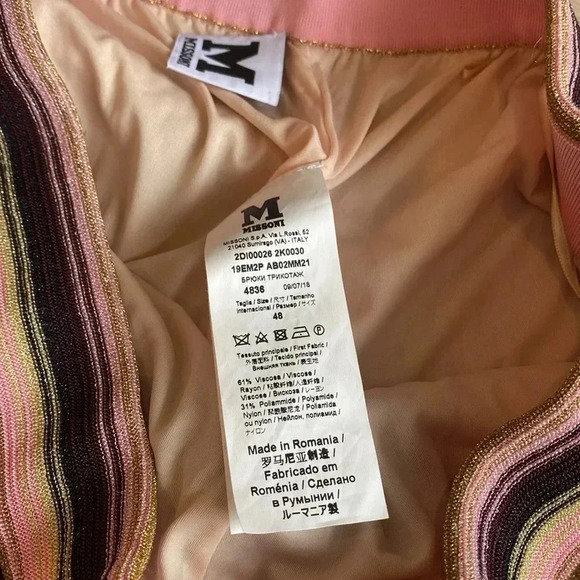 M
MISSONI
M
MISSONI
MISSONI S.p.A. Via L.Rossi, 52
21040 Sumirago (VA) - ITALY
2DI00026 2K0030
19EM2P AB02MM21
БРЮКИ ТРИКОТАЖ
4836 09/07/18
Taglia / Size / 尺寸 / Tamanho
Internacional / Размер / サイズ
48
Tessuto principale / First Fabric /
外层面料 / Tecido principal /
Внешняя ткань /
61% Viscosa / Viscose /
Rayon / 粘胶纤维/人造纤维
Viscose / Вискоза / レーヨン
31% Poliammide / Polyamide /
Nylon / 聚酰胺尼龙 / Poliamida
ou nylon / Нейлон, полиамид /
ナイロン
Made in Romania /
罗马尼亚制造 /
Fabricado em
Roménia / Сделано
в Румынии /
ルーマニア製